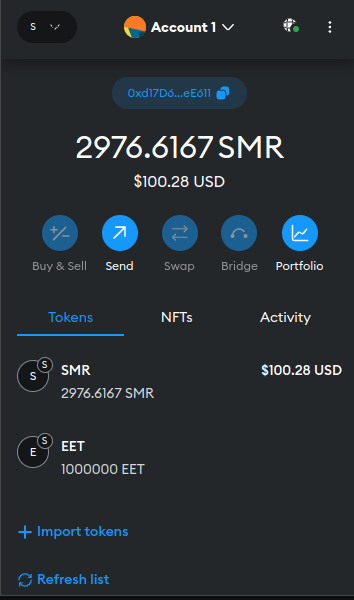 S
Account 1
0xd17D6...eE611
2976.6167 SMR
$100.28 USD
Buy & Sell Send Swap Bridge Portfolio
Tokens NFTs Activity
S S SMR $100.28 USD
2976.6167 SMR
E S EET
1000000 EET
+ Import tokens
Refresh list